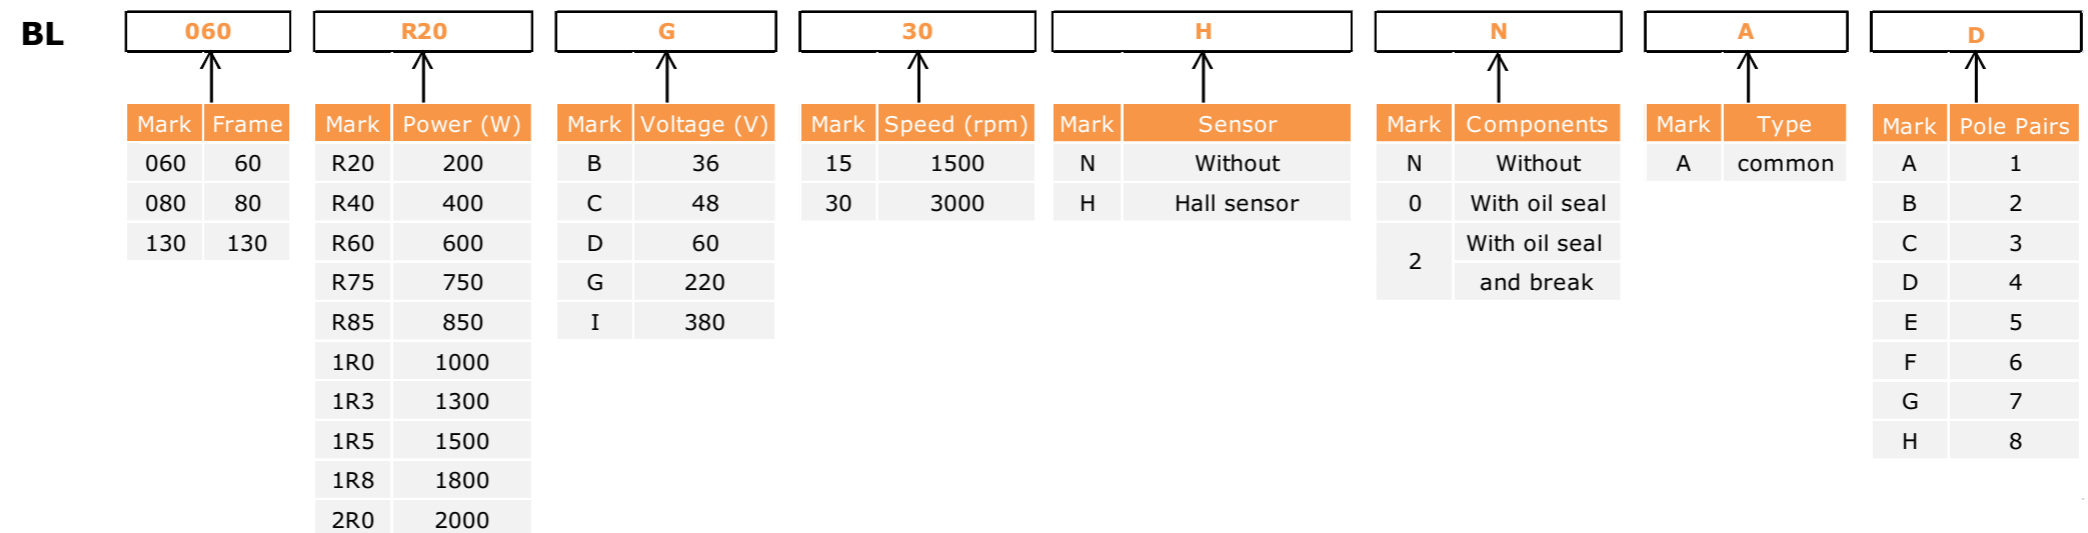 BL 060 R20 G 30 H N A D
Mark Frame Mark Power (W) Mark Voltage (V) Mark Speed (rpm) Mark Sensor Mark Components Mark Type Mark Pole Pairs
060 60 R20 200 B 36 15 1500 N Without N Without A common A 1
080 80 R40 400 C 48 30 3000 H Hall sensor 0 With oil seal B 2
130 130 R60 600 D 60 2 With oil seal C 3
R75 750 G 220 and break D 4
R85 850 I 380 E 5
1R0 1000 F 6
1R3 1300 G 7
1R5 1500 H 8
1R8 1800
2R0 2000